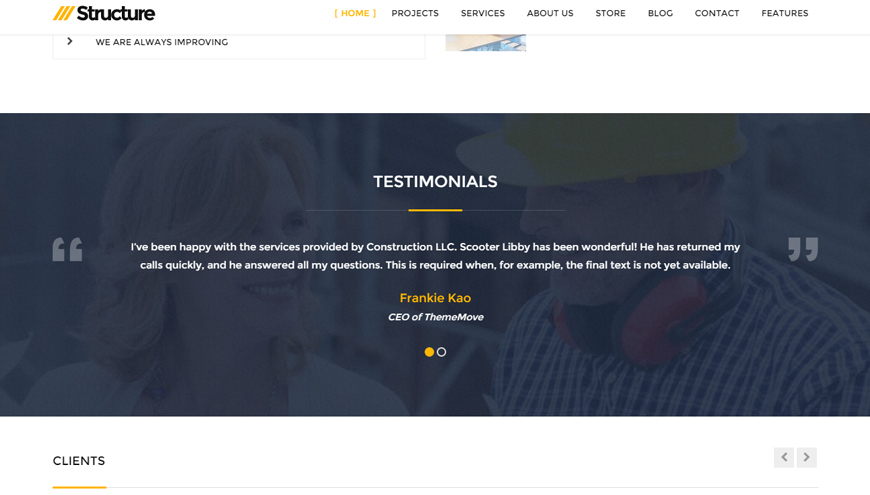 Structure
[ HOME ] PROJECTS SERVICES ABOUT US STORE BLOG CONTACT FEATURES
WE ARE ALWAYS IMPROVING
TESTIMONIALS
“
I’ve been happy with the services provided by Construction LLC. Scooter Libby has been wonderful! He has returned my
calls quickly, and he answered all my questions. This is required when, for example, the final text is not yet available.
”
Frankie Kao
CEO of ThemeMove
CLIENTS